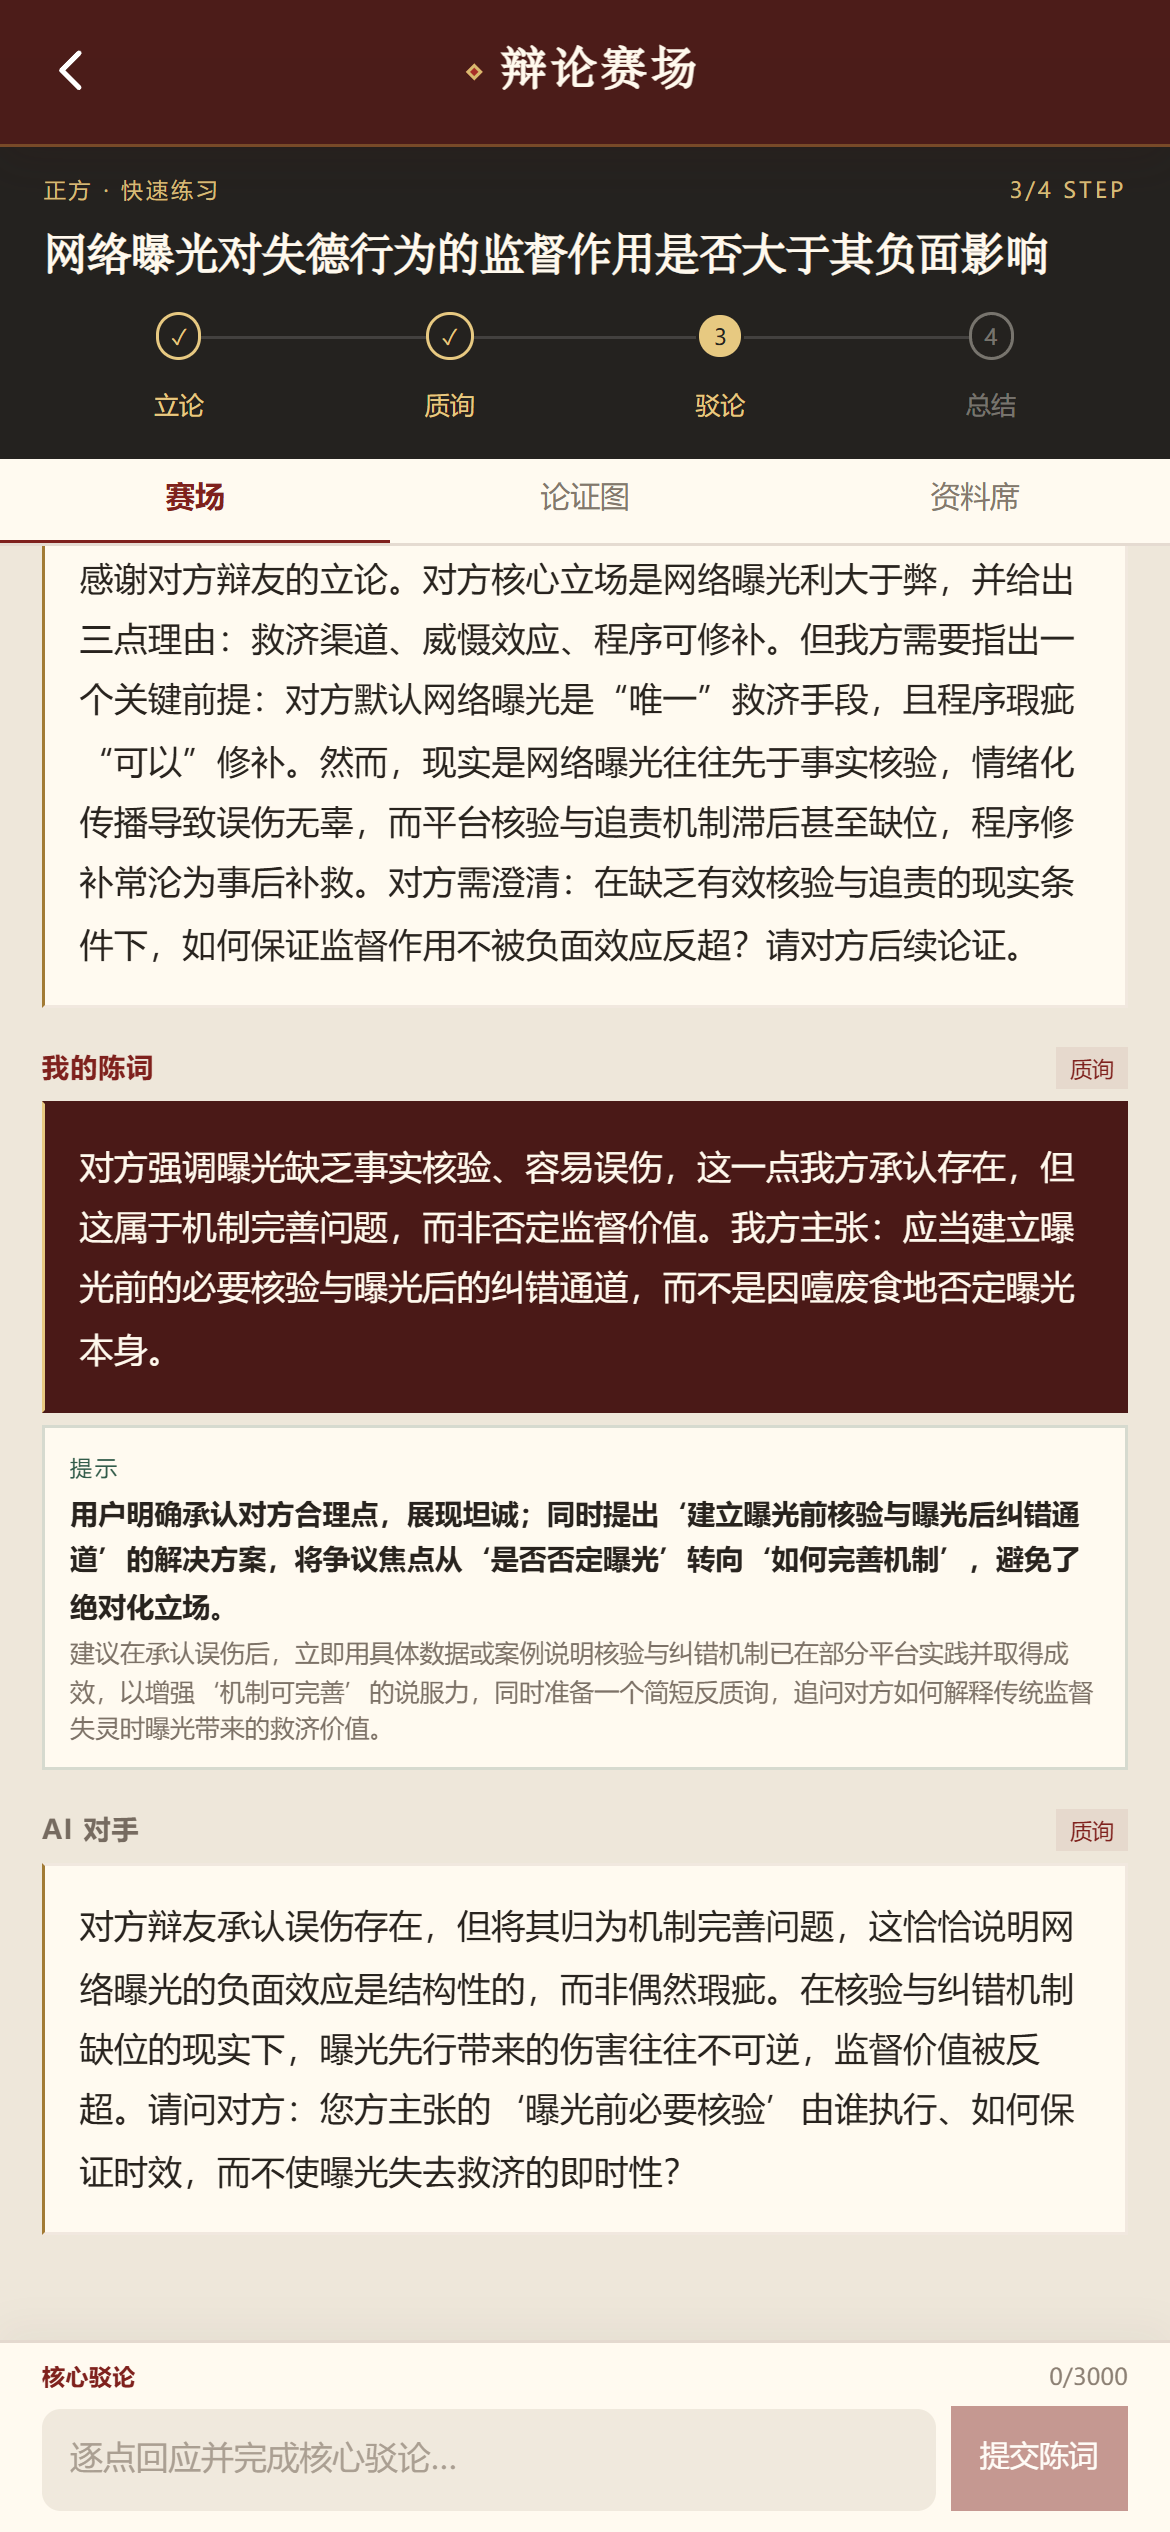 辩论赛场
正方 · 快速练习
3/4 STEP
网络曝光对失德行为的监督作用是否大于其负面影响
✓
✓
3
4
立论
质询
驳论
总结
赛场
论证图
资料席
感谢对方辩友的立论。对方核心立场是网络曝光利大于弊，并给出
三点理由：救济渠道、威慑效应、程序可修补。但我方需要指出一
个关键前提：对方默认网络曝光是“唯一”救济手段，且程序瑕疵
“可以”修补。然而，现实是网络曝光往往先于事实核验，情绪化
传播导致误伤无辜，而平台核验与追责机制滞后甚至缺位，程序修
补常沦为事后补救。对方需澄清：在缺乏有效核验与追责的现实条
件下，如何保证监督作用不被负面效应反超？请对方后续论证。
我的陈词
质询
对方强调曝光缺乏事实核验、容易误伤，这一点我方承认存在，但
这属于机制完善问题，而非否定监督价值。我方主张：应当建立曝
光前的必要核验与曝光后的纠错通道，而不是因噎废食地否定曝光
本身。
提示
用户明确承认对方合理点，展现坦诚；同时提出‘建立曝光前核验与曝光后纠错通
道’的解决方案，将争议焦点从‘是否否定曝光’转向‘如何完善机制’，避免了
绝对化立场。
建议在承认误伤后，立即用具体数据或案例说明核验与纠错机制已在部分平台实践并取得成
效，以增强‘机制可完善’的说服力，同时准备一个简短反质询，追问对方如何解释传统监督
失灵时曝光带来的救济价值。
AI 对手
质询
对方辩友承认误伤存在，但将其归为机制完善问题，这恰恰说明网
络曝光的负面效应是结构性的，而非偶然瑕疵。在核验与纠错机制
缺位的现实下，曝光先行带来的伤害往往不可逆，监督价值被反
超。请问对方：您方主张的‘曝光前必要核验’由谁执行、如何保
证时效，而不使曝光失去救济的即时性？
核心驳论
0/3000
逐点回应并完成核心驳论...
提交陈词